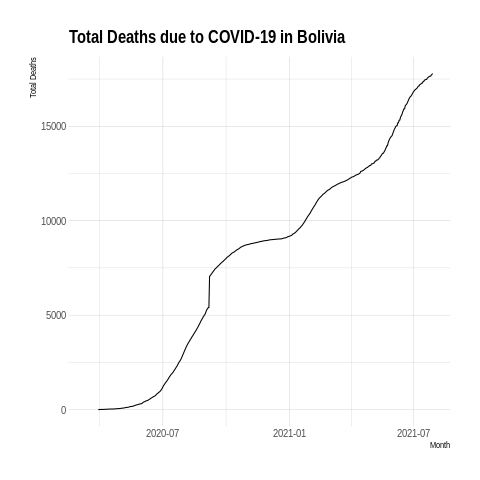 Total Deaths due to COVID-19 in Bolivia
Total Deaths
15000
10000
5000
0
2020-07
2021-01
2021-07
Month